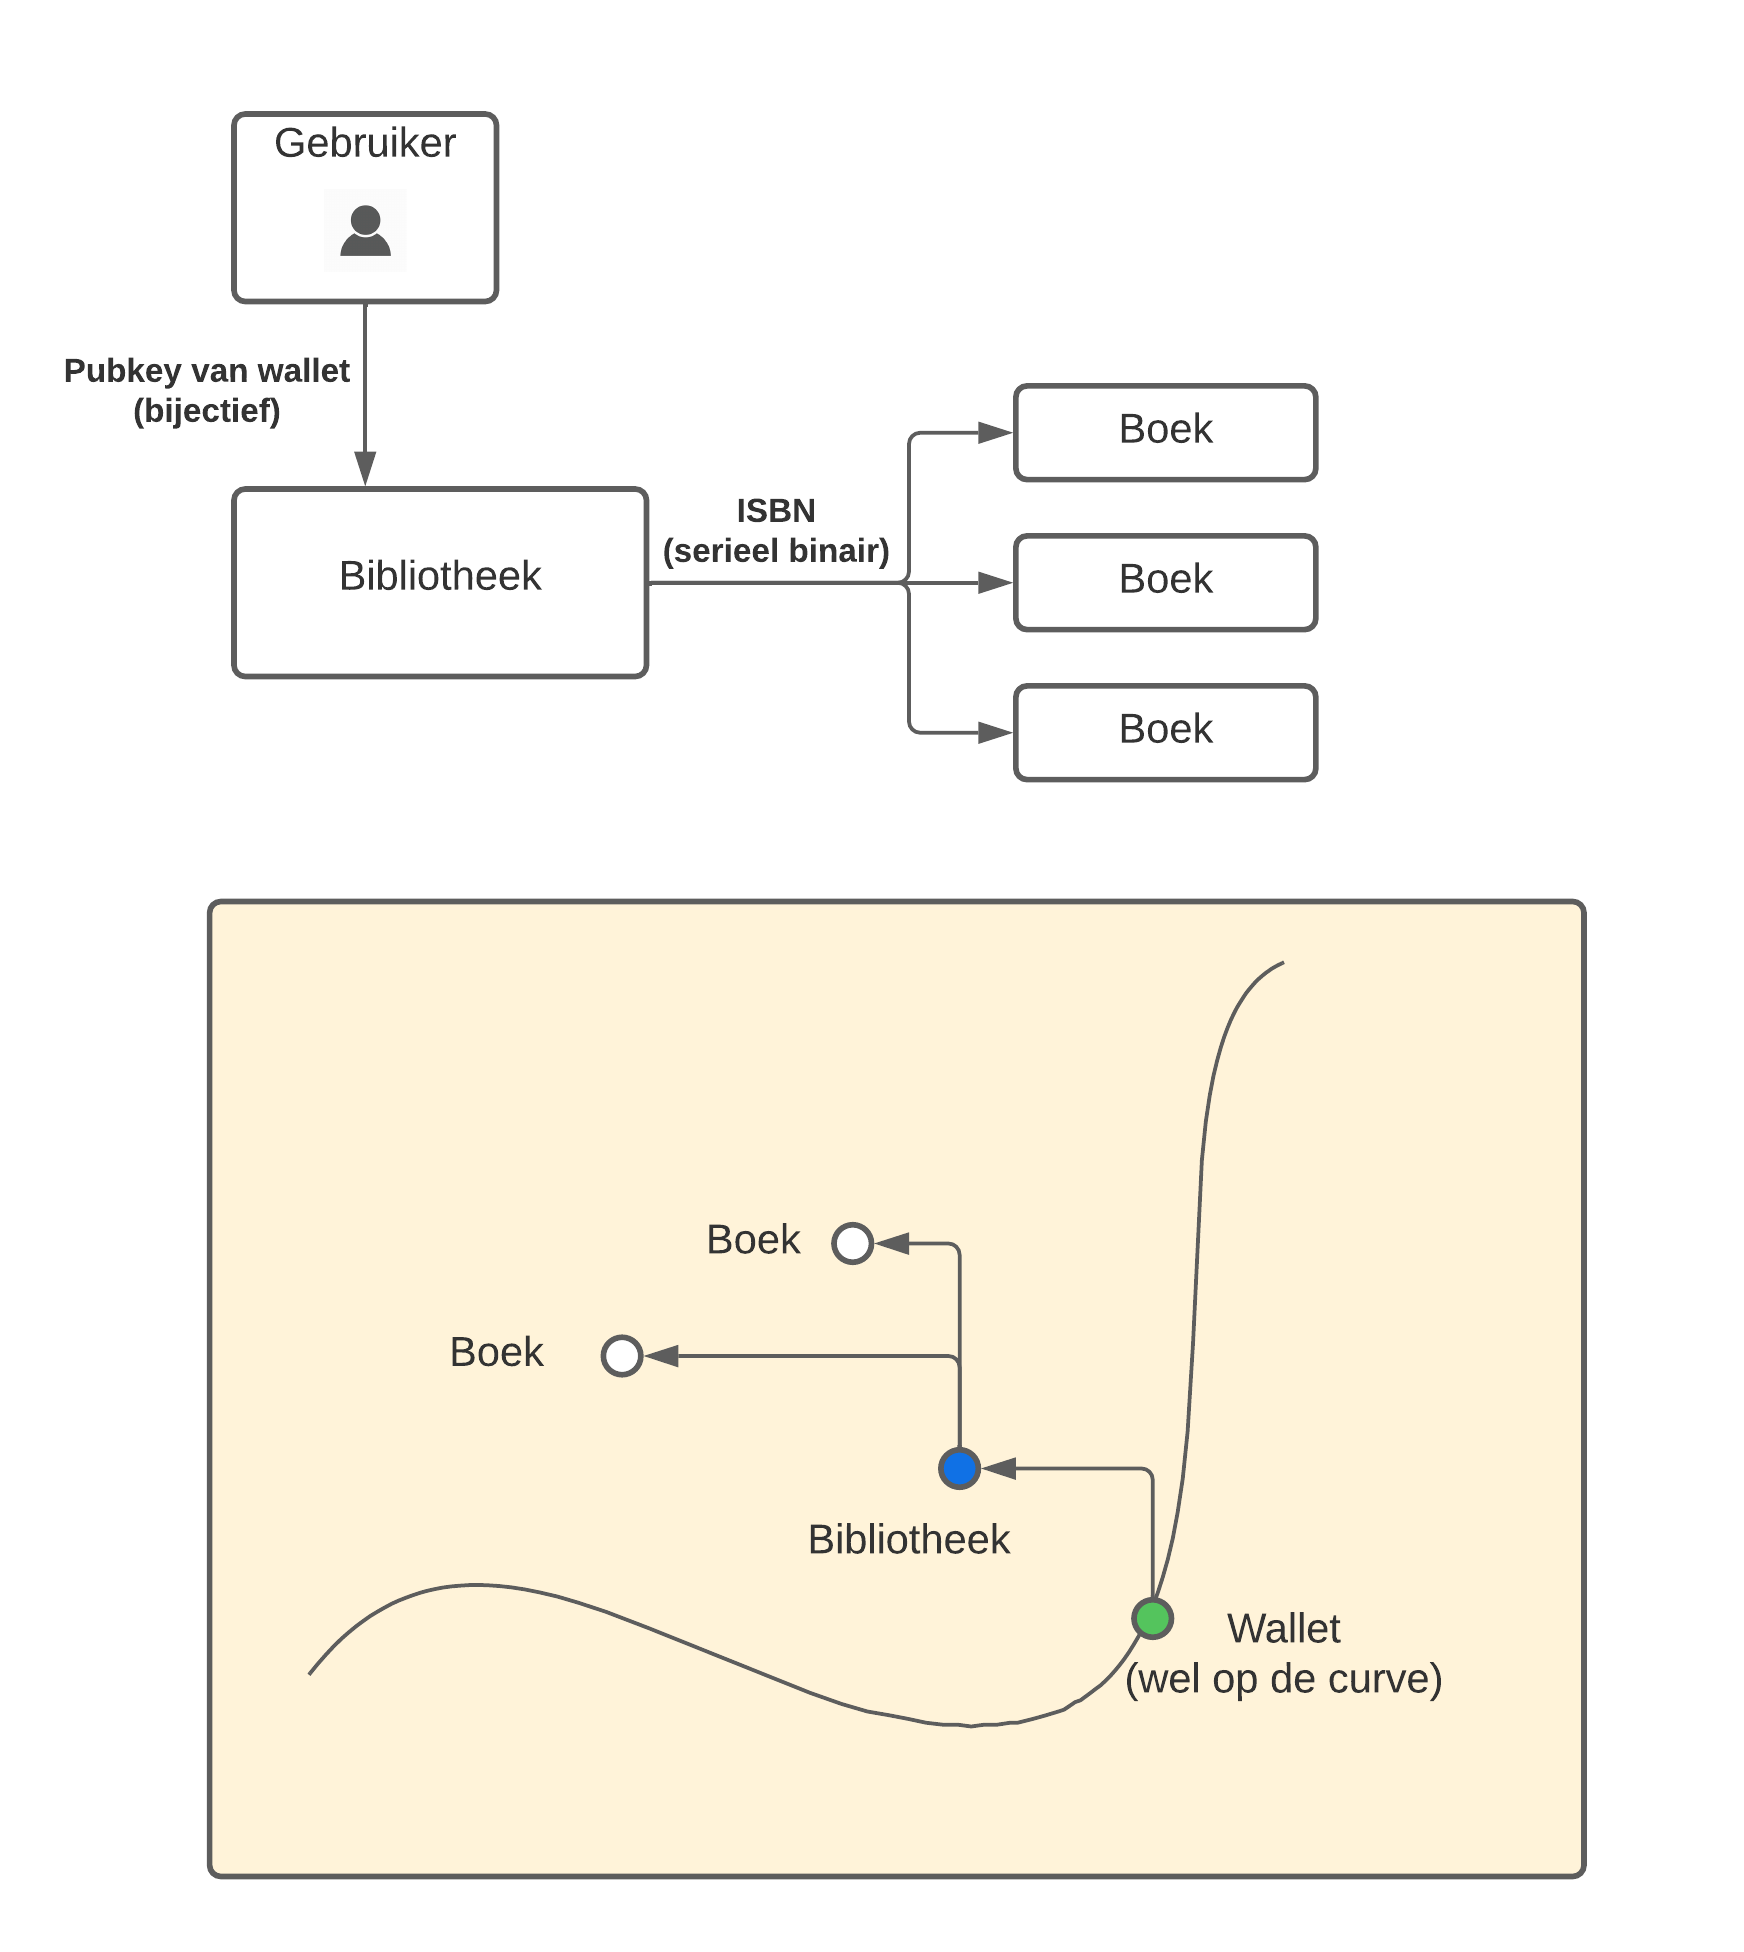 Gebruiker
Pubkey van wallet
(bijectief)
Bibliotheek
ISBN
(serieel binair)
Boek
Boek
Boek
Boek
Boek
Bibliotheek
Wallet
(wel op de curve)